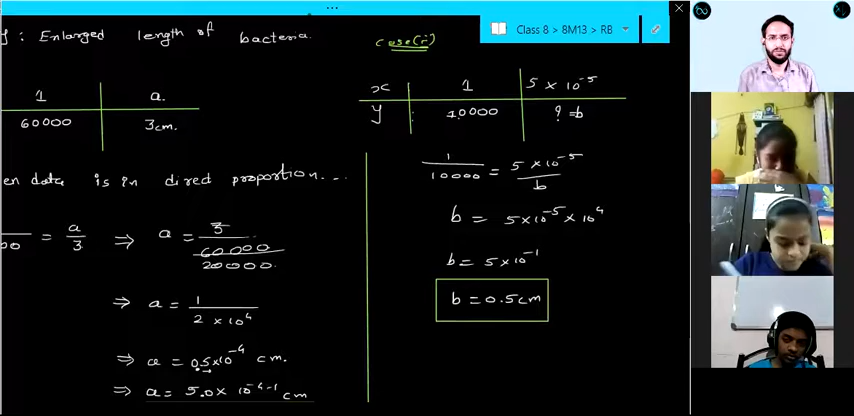 y : Enlarged length of bacteria.
1 | a.
60000 | 3cm.
en data is in direct proportion....
00 = a/3 ⇒ a = 3/60000
20000
⇒ a = 1/(2 × 10⁴)
⇒ a = 0.5×10⁻⁴ cm.
⇒ a = 5.0 × 10⁻⁴⁻¹ cm
case(i)
x | 1 | 5 × 10⁻⁵
y | 10000 | ? = b
1/10000 = 5 × 10⁻⁵/b
b = 5×10⁻⁵ × 10⁴
b = 5 × 10⁻¹
b = 0.5cm
Class 8 > 8M13 > RB